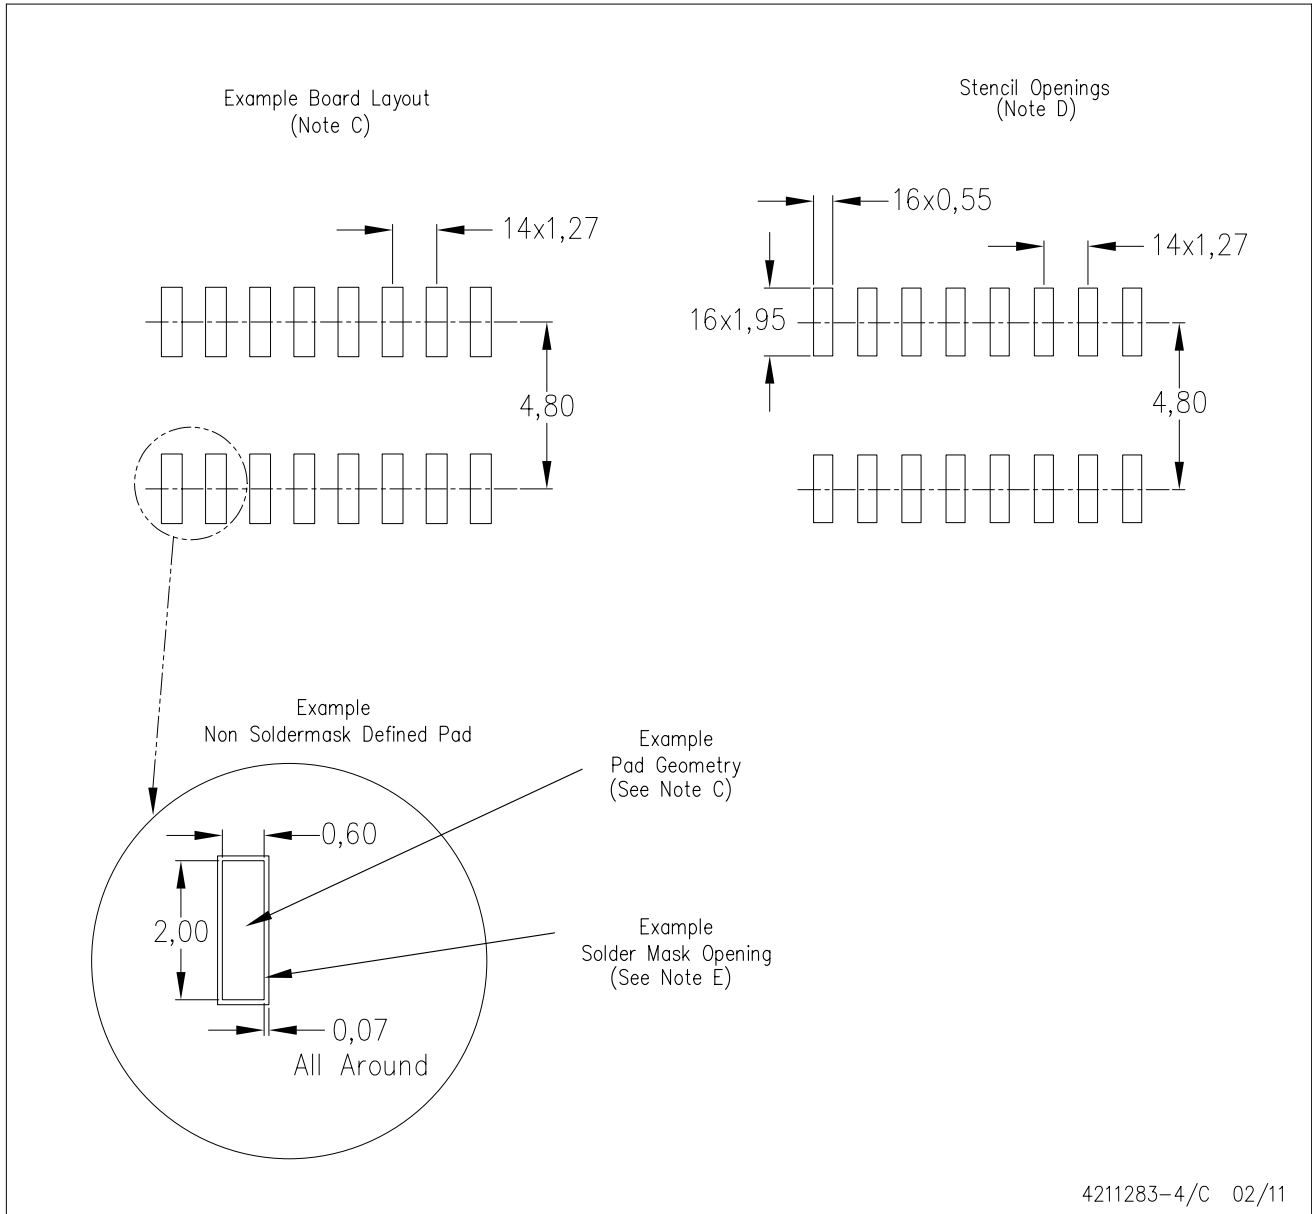 Example Board Layout
(Note C)
Stencil Openings
(Note D)
14x1,27
4,80
16x0,55
14x1,27
16x1,95
4,80
Example
Non Soldermask Defined Pad
Example
Pad Geometry
(See Note C)
0,60
2,00
Example
Solder Mask Opening
(See Note E)
0,07
All Around
4211283-4/C 02/11